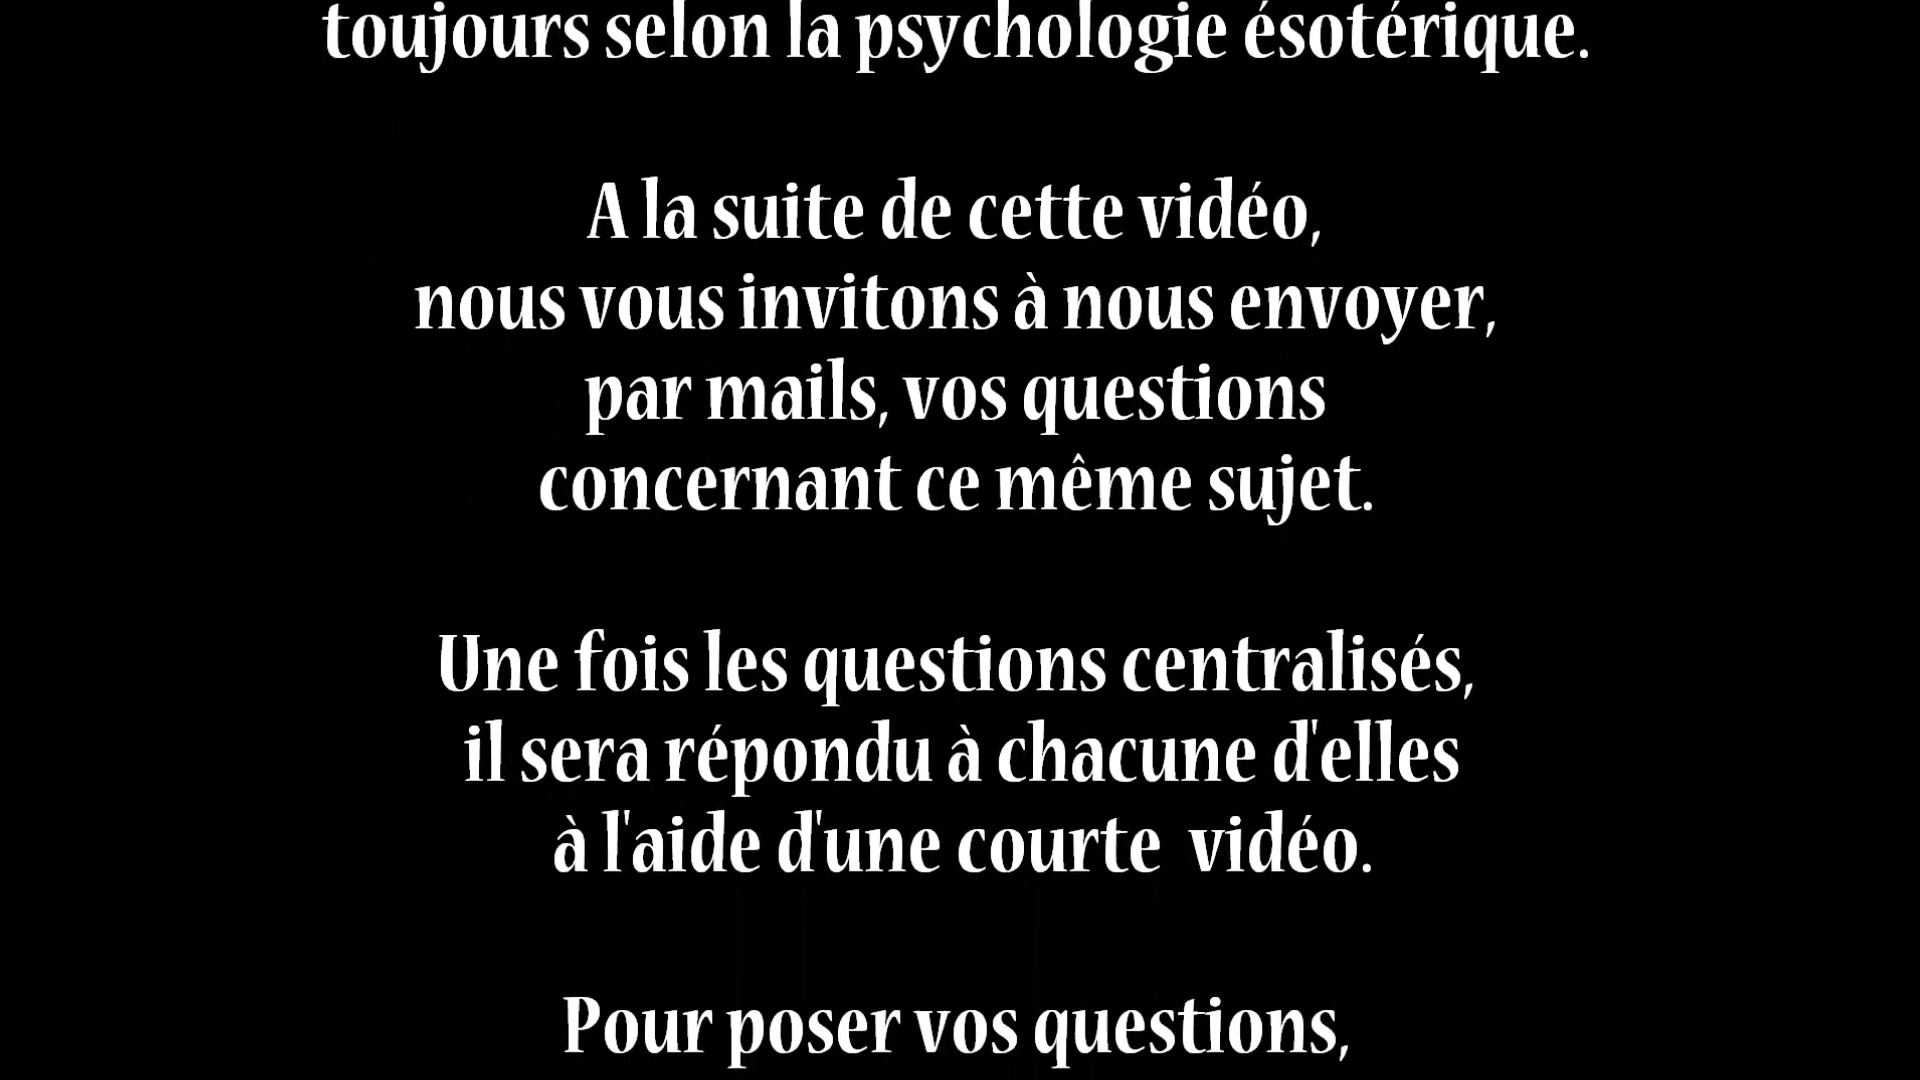 toujours selon la psychologie ésotérique.
A la suite de cette vidéo,
nous vous invitons à nous envoyer,
par mails, vos questions
concernant ce même sujet.
Une fois les questions centralisés,
il sera répondu à chacune d'elles
à l'aide d'une courte  vidéo.
Pour poser vos questions,